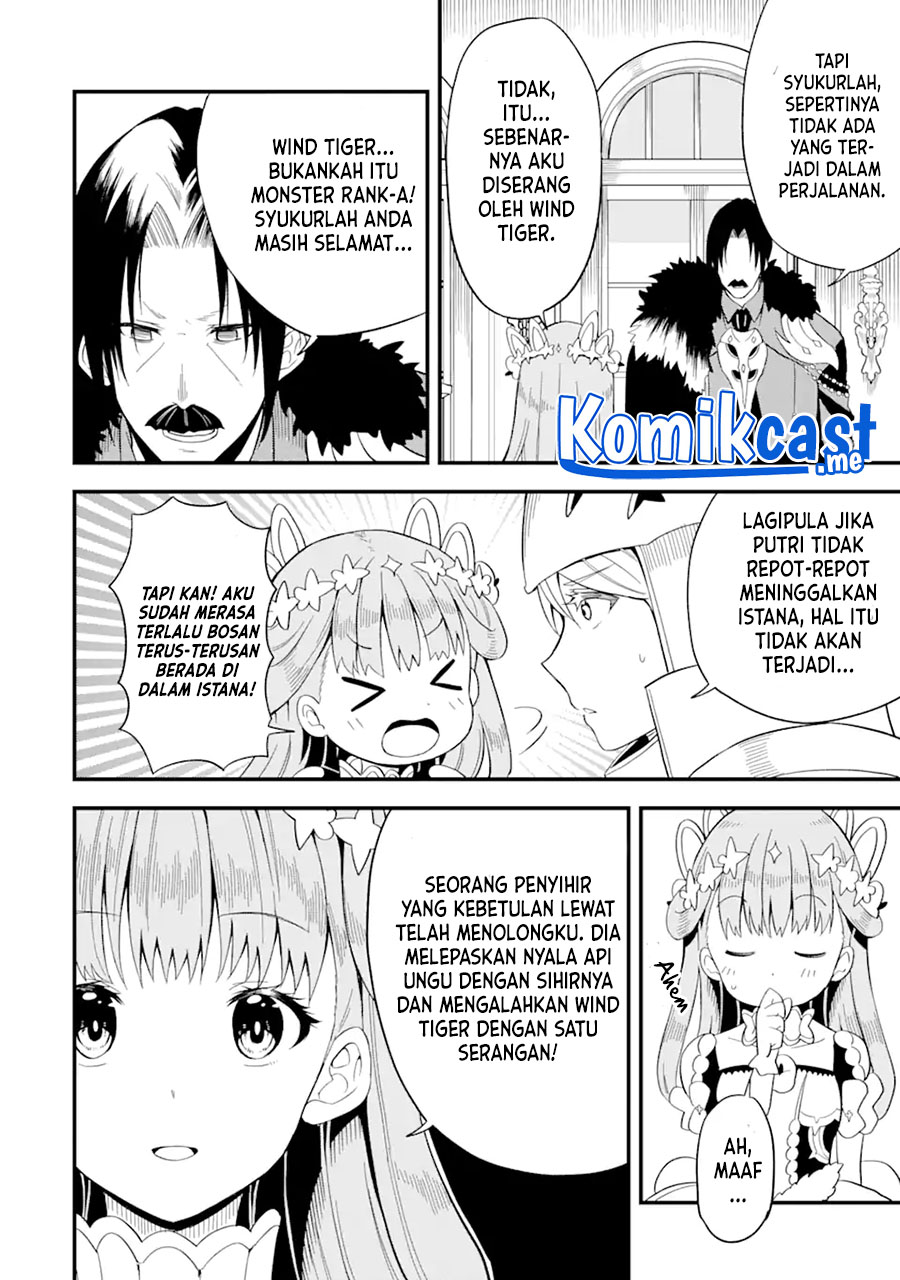 TAPI
SYUKURLAH,
SEPERTINYA
TIDAK ADA
YANG TER-
JADI DALAM
PERJALANAN.
TIDAK,
ITU...
SEBENAR-
NYA AKU
DISERANG
OLEH WIND
TIGER.
WIND TIGER...
BUKANKAH ITU
MONSTER RANK-A!
SYUKURLAH ANDA
MASIH SELAMAT...
Komikcast
.me
LAGIPULA JIKA
PUTRI TIDAK
REPOT-REPOT
MENINGGALKAN
ISTANA, HAL ITU
TIDAK AKAN
TERJADI...
TAPI KAN! AKU
SUDAH MERASA
TERLALU BOSAN
TERUS-TERUSAN
BERADA DI
DALAM ISTANA!
Ahem
AH,
MAAF
...
SEORANG PENYIHIR
YANG KEBETULAN LEWAT
TELAH MENOLONGKU. DIA
MELEPASKAN NYALA API
UNGU DENGAN SIHIRNYA
DAN MENGALAHKAN WIND
TIGER DENGAN SATU
SERANGAN!